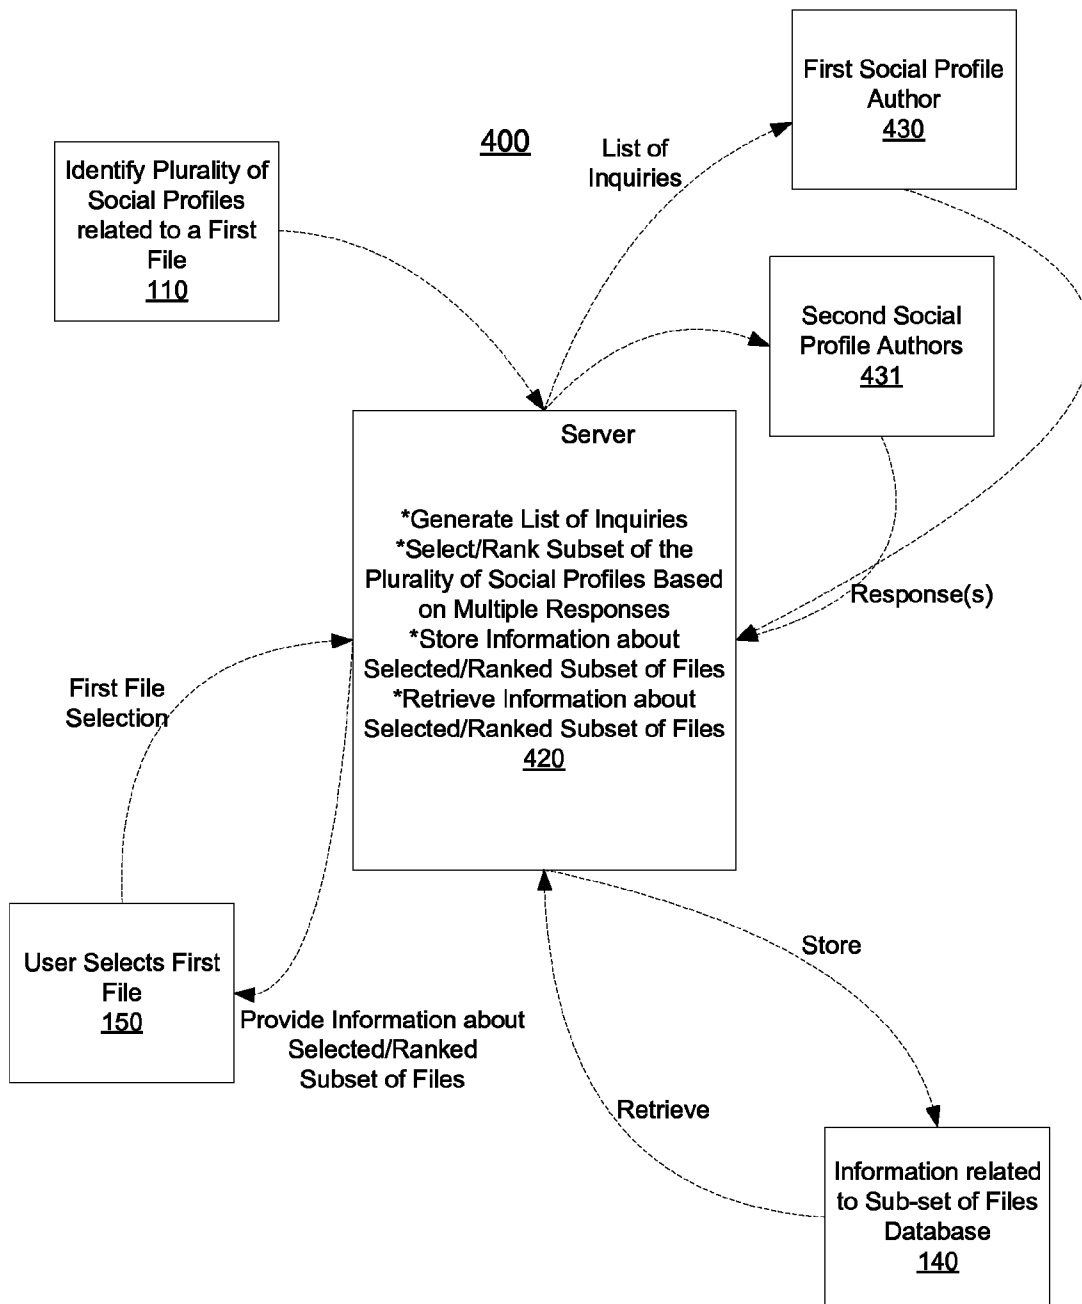 400
First Social Profile
Author
430
List of
Inquiries
Identify Plurality of
Social Profiles
related to a First
File
110
Second Social
Profile Authors
431
Server
*Generate List of Inquiries
*Select/Rank Subset of the
Plurality of Social Profiles Based
on Multiple Responses
*Store Information about
Selected/Ranked Subset of Files
*Retrieve Information about
Selected/Ranked Subset of Files
420
Response(s)
First File
Selection
User Selects First
File
150
Provide Information about
Selected/Ranked
Subset of Files
Store
Retrieve
Information related
to Sub-set of Files
Database
140